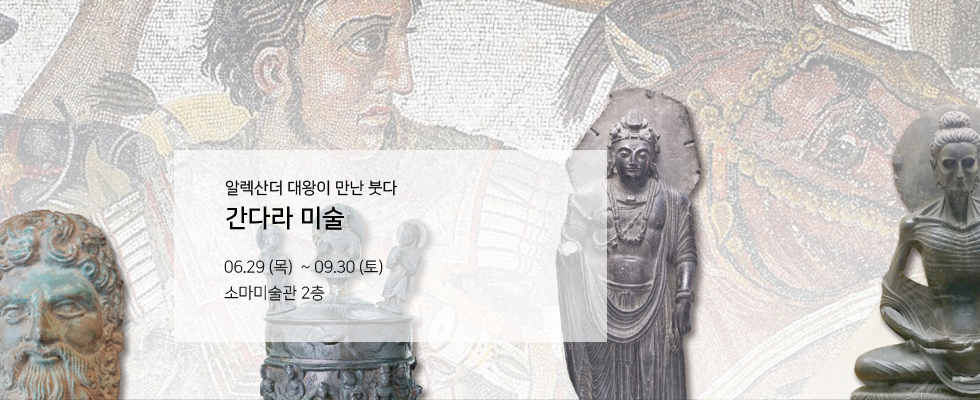 알렉산더 대왕이 만난 붓다
간다라 미술
06.29 (목) ~ 09.30 (토)
소마미술관 2층